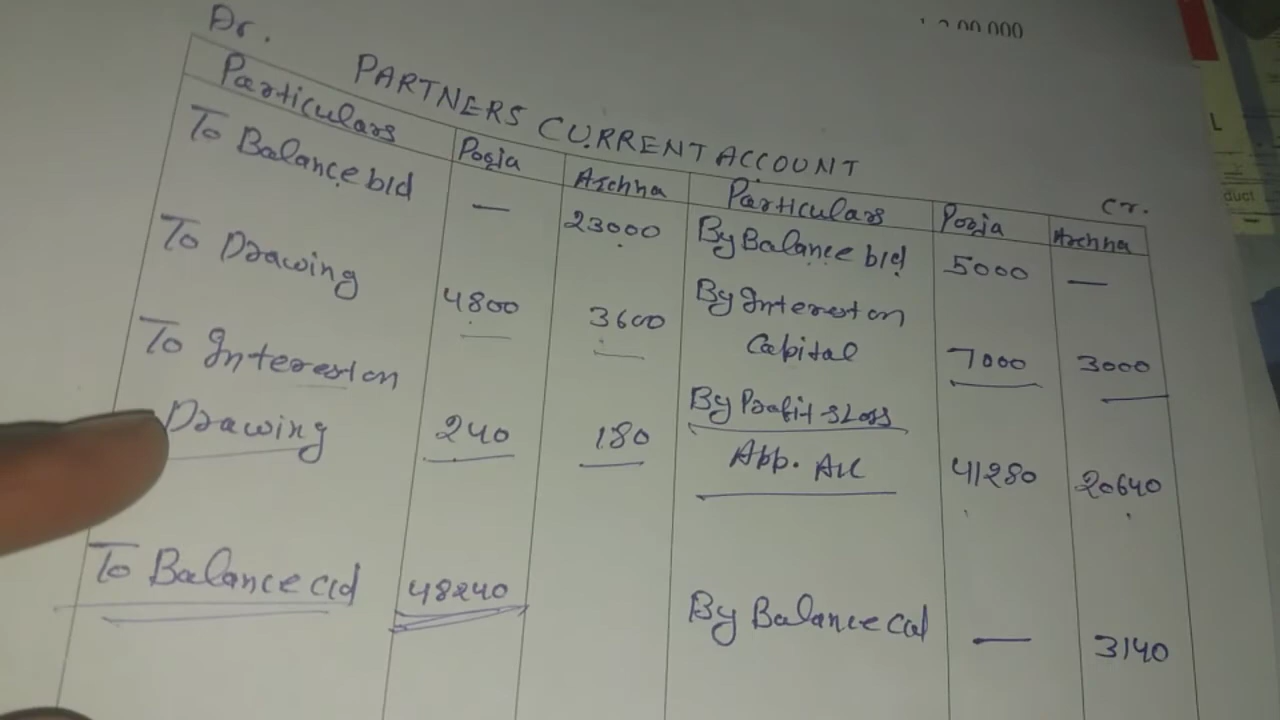 Dr.
PARTNERS CURRENT ACCOUNT
Cr.
Particulars Pooja Archna Particulars Pooja Archna
To Balance b/d — 23000 By Balance b/d 5000 —
To Drawing 4800 3600 By Interest on
Capital 7000 3000
To Interest on
Drawing 240 180 By Profit & Loss
App. A/c 41280 20640
To Balance c/d 48240 By Balance c/d — 3140
L
duct